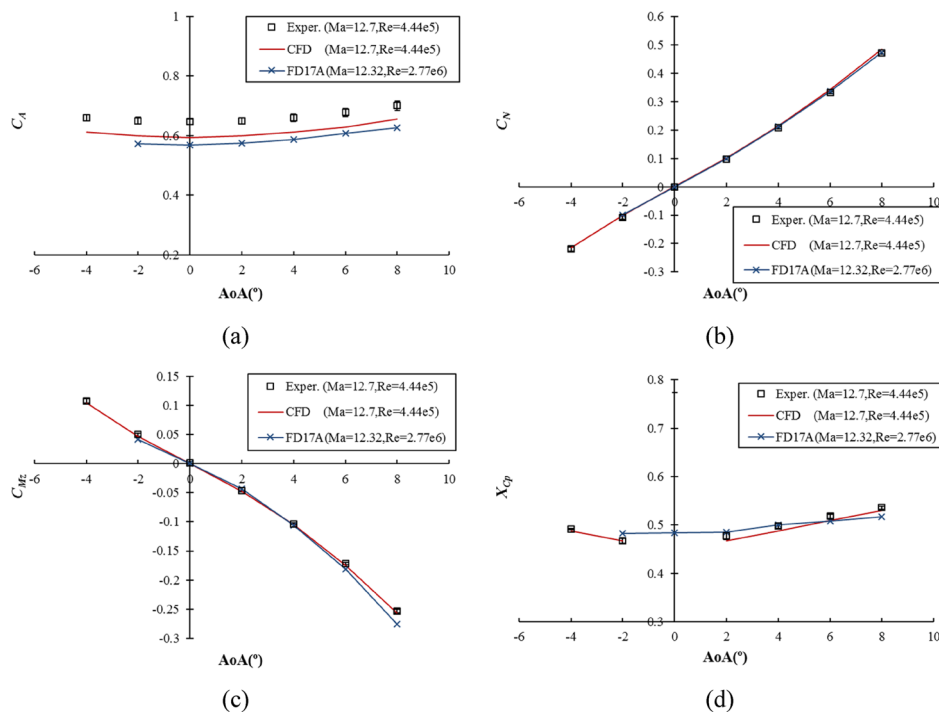 1
0.8
0.6
0.4
0.2
C_A
-6 -4 -2 0 2 4 6 8 10
AoA(º)
Exper. (Ma=12.7,Re=4.44e5)
CFD (Ma=12.7,Re=4.44e5)
FD17A(Ma=12.32,Re=2.77e6)
(a)
0.6
0.5
0.4
0.3
0.2
0.1
0
-0.1
-0.2
-0.3
C_N
-6 -4 -2 0 2 4 6 8 10
AoA(º)
Exper. (Ma=12.7,Re=4.44e5)
CFD (Ma=12.7,Re=4.44e5)
FD17A(Ma=12.32,Re=2.77e6)
(b)
0.15
0.1
0.05
0
-0.05
-0.1
-0.15
-0.2
-0.25
-0.3
C_Mz
-6 -4 -2 0 2 4 6 8 10
AoA(º)
Exper. (Ma=12.7,Re=4.44e5)
CFD (Ma=12.7,Re=4.44e5)
FD17A(Ma=12.32,Re=2.77e6)
(c)
0.8
0.7
0.6
0.5
0.4
0.3
X_Cp
-6 -4 -2 0 2 4 6 8 10
AoA(º)
Exper. (Ma=12.7,Re=4.44e5)
CFD (Ma=12.7,Re=4.44e5)
FD17A(Ma=12.32,Re=2.77e6)
(d)